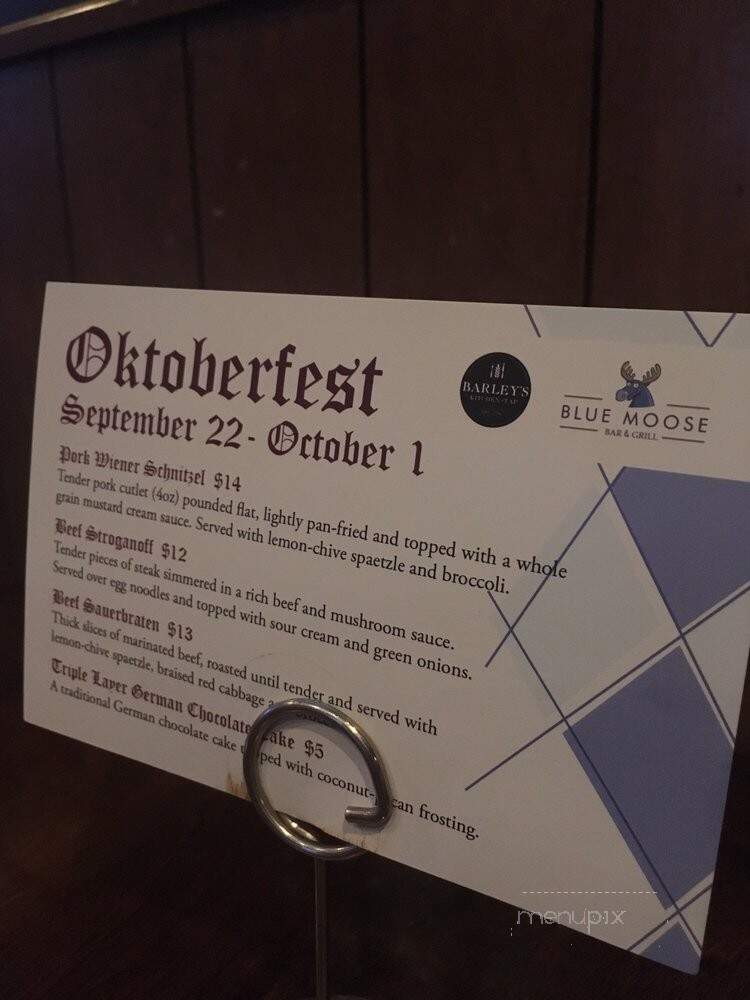 Oktoberfest
September 22 - October 1
BARLEY'S
KITCHEN + TAP
BLUE MOOSE
BAR & GRILL
Pork Wiener Schnitzel $14
Tender pork cutlet (4oz) pounded flat, lightly pan-fried and topped with a whole
grain mustard cream sauce. Served with lemon-chive spaetzle and broccoli.
Beef Stroganoff $12
Tender pieces of steak simmered in a rich beef and mushroom sauce.
Served over egg noodles and topped with sour cream and green onions.
Beef Sauerbraten $13
Thick slices of marinated beef, roasted until tender and served with
lemon-chive spaetzle, braised red cabbage
Triple Layer German Chocolate Cake $5
A traditional German chocolate cake topped with coconut-pecan frosting.
menupix